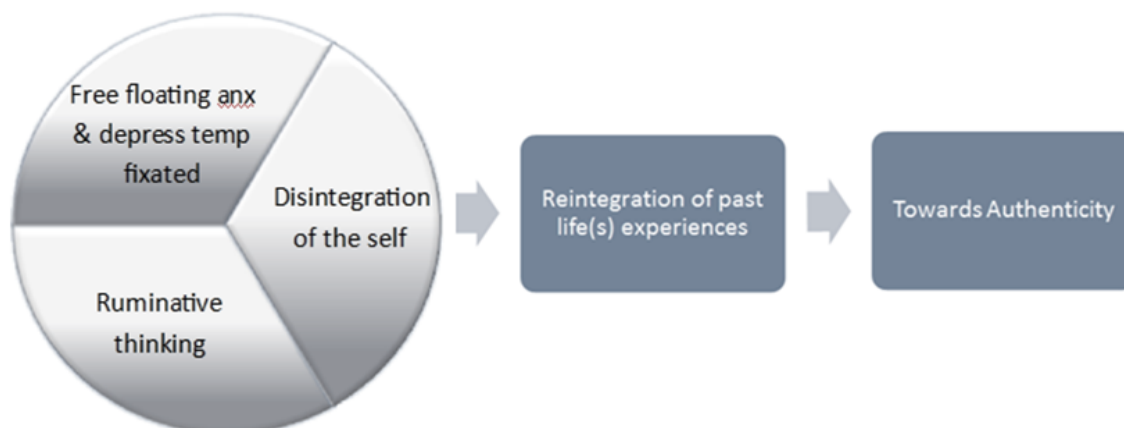 Free floating anx
& depress temp
fixated
Disintegration
of the self
Ruminative
thinking
Reintegration of past
life(s) experiences
Towards Authenticity